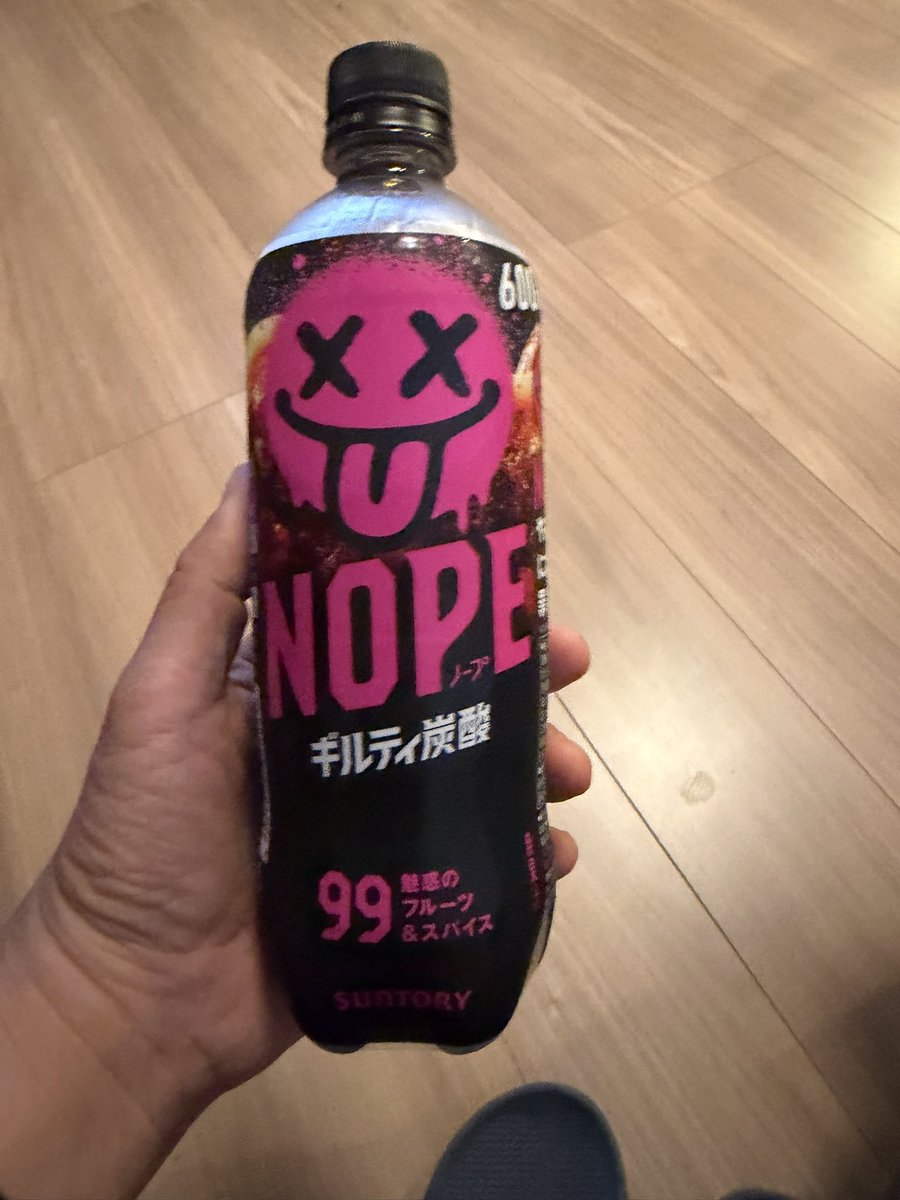 600
NOPE
ノープ
ギルティ炭酸
99
魅惑の
フルーツ
&スパイス
SUNTORY